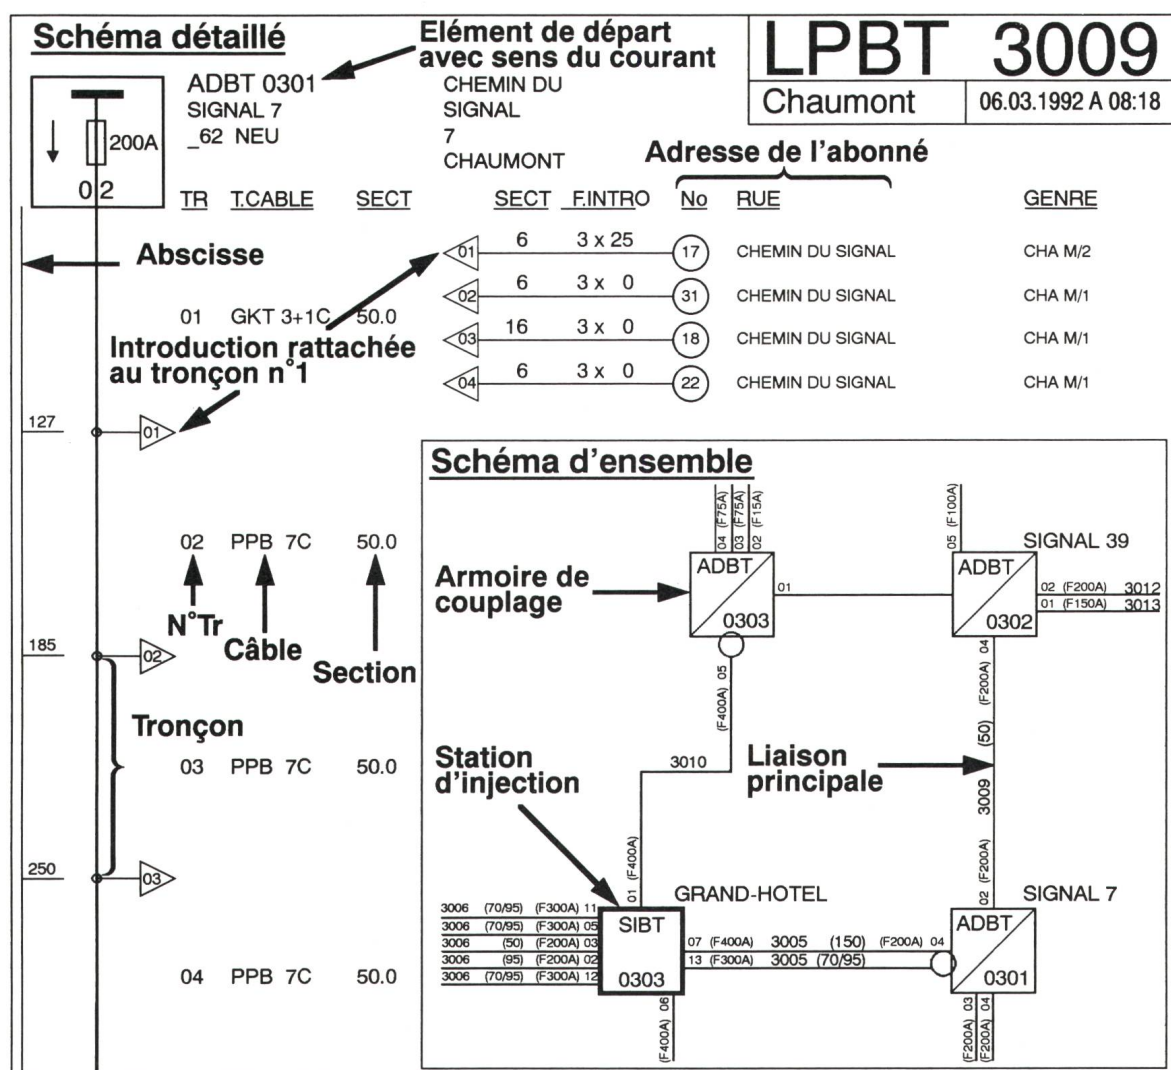 Schéma détaillé
Elément de départ
avec sens du courant
LPBT 3009
Chaumont
06.03.1992 A 08:18
200A
02
ADBT 0301
SIGNAL 7
_62 NEU
CHEMIN DU
SIGNAL
7
CHAUMONT
Adresse de l'abonné
TR T.CABLE SECT SECT F.INTRO No RUE GENRE
Abscisse
01 6 3 x 25 17 CHEMIN DU SIGNAL CHA M/2
02 6 3 x 0 31 CHEMIN DU SIGNAL CHA M/1
01 GKT 3+1C 50.0
03 16 3 x 0 18 CHEMIN DU SIGNAL CHA M/1
Introduction rattachée
au tronçon n°1
04 6 3 x 0 22 CHEMIN DU SIGNAL CHA M/1
127
01
02 PPB 7C 50.0
N°Tr
Câble
Section
185
02
Tronçon
03 PPB 7C 50.0
250
03
04 PPB 7C 50.0
Schéma d'ensemble
04 (F75A)
03 (F75A)
02 (F15A)
ADBT
0303
01
Armoire de
couplage
05 (F100A)
SIGNAL 39
ADBT
0302
02 (F200A) 3012
01 (F150A) 3013
(F400A) 05
3010
01 (F400A)
(F200A) 04
(50)
3009
02 (F200A)
Station
d'injection
Liaison
principale
GRAND-HOTEL
SIGNAL 7
3006 (70/95) (F300A) 11
3006 (70/95) (F300A) 05
3006 (50) (F200A) 03
3006 (95) (F200A) 02
3006 (70/95) (F300A) 12
SIBT
0303
07 (F400A) 3005 (150) (F200A) 04
13 (F300A) 3005 (70/95)
ADBT
0301
(F400A) 06
(F200A) 03
(F200A) 04